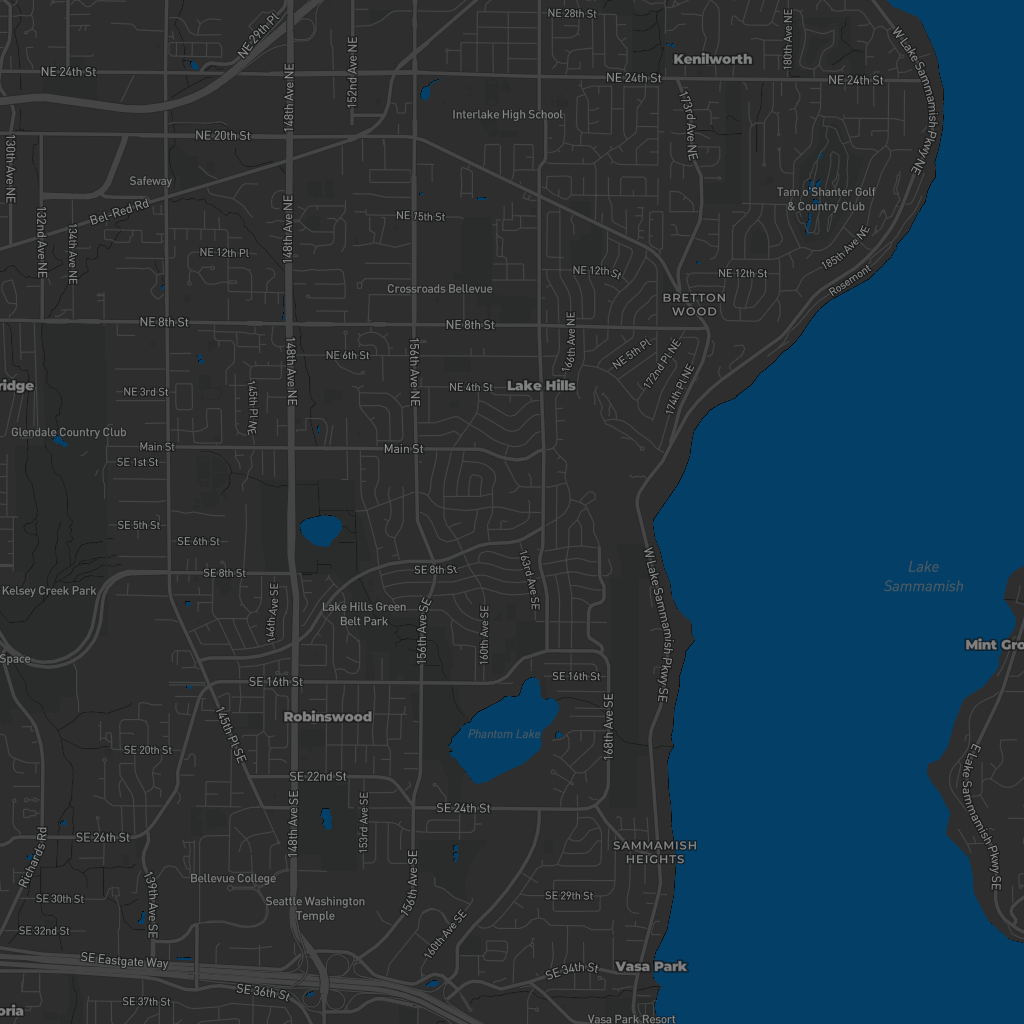 NE 28th St
NE 29th Pl
180th Ave NE
W Lake Sammamish Pkwy NE
152nd Ave NE
Kenilworth
NE 24th St
NE 24th St
NE 24th St
148th Ave NE
173rd Ave NE
Interlake High School
NE 20th St
130th Ave NE
Safeway
Tam o'Shanter Golf
& Country Club
132nd Ave NE
Bel-Red Rd
148th Ave NE
NE 15th St
134th Ave NE
NE 12th Pl
185th Ave NE
NE 12th St
NE 12th St
Rosemont
Crossroads Bellevue
BRETTON
WOOD
NE 8th St
NE 8th St
166th Ave NE
148th Ave NE
156th Ave NE
NE 6th St
NE 5th Pl
172nd Pl NE
174th Pl NE
ridge
NE 3rd St
145th Pl NE
NE 4th St
Lake Hills
Glendale Country Club
Main St
Main St
SE 1st St
SE 5th St
SE 6th St
SE 8th St
SE 8th St
163rd Ave SE
W Lake Sammamish Pkwy SE
Lake
Sammamish
Kelsey Creek Park
146th Ave SE
Lake Hills Green
Belt Park
156th Ave SE
160th Ave SE
Mint Gro
Space
SE 16th St
SE 16th St
Robinswood
145th Pl SE
Phantom Lake
168th Ave SE
SE 20th St
E Lake Sammamish Pkwy SE
SE 22nd St
SE 24th St
148th Ave SE
153rd Ave SE
SE 26th St
Richards Rd
SAMMAMISH
HEIGHTS
139th Ave SE
Bellevue College
156th Ave SE
SE 30th St
Seattle Washington
Temple
SE 29th St
160th Ave SE
SE 32nd St
SE Eastgate Way
SE 34th St
Vasa Park
SE 36th St
SE 37th St
oria
Vasa Park Resort